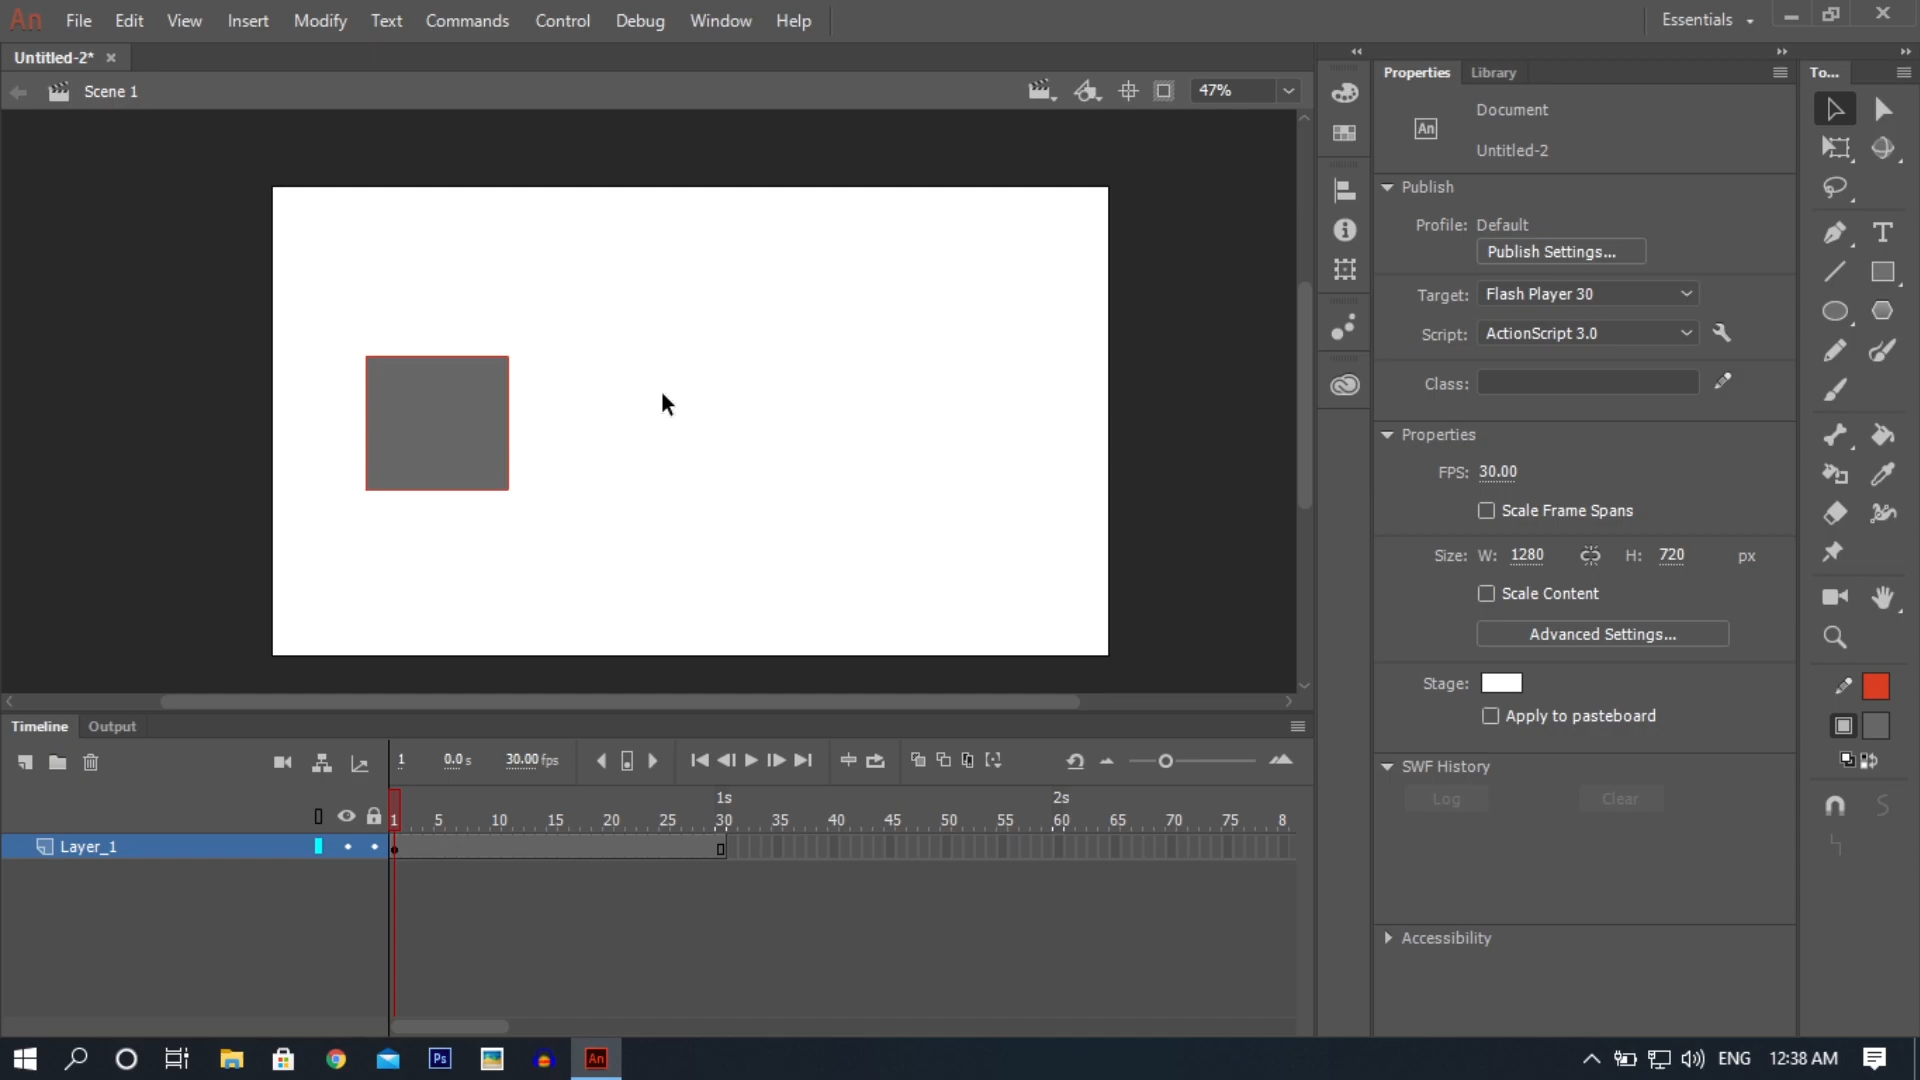 An File Edit View Insert Modify Text Commands Control Debug Window Help Essentials
Untitled-2* ×
Scene 1 47%
Properties Library To...
An Document
Untitled-2
Publish
Profile: Default
Publish Settings...
Target: Flash Player 30
Script: ActionScript 3.0
Class:
Properties
FPS: 30.00
Scale Frame Spans
Size: W: 1280 H: 720 px
Scale Content
Advanced Settings...
Stage:
Apply to pasteboard
SWF History
Log Clear
Accessibility
Timeline Output
1 0.0 s 30.00 fps
1s 2s
1 5 10 15 20 25 30 35 40 45 50 55 60 65 70 75 8
Layer_1
Ps An ENG 12:38 AM